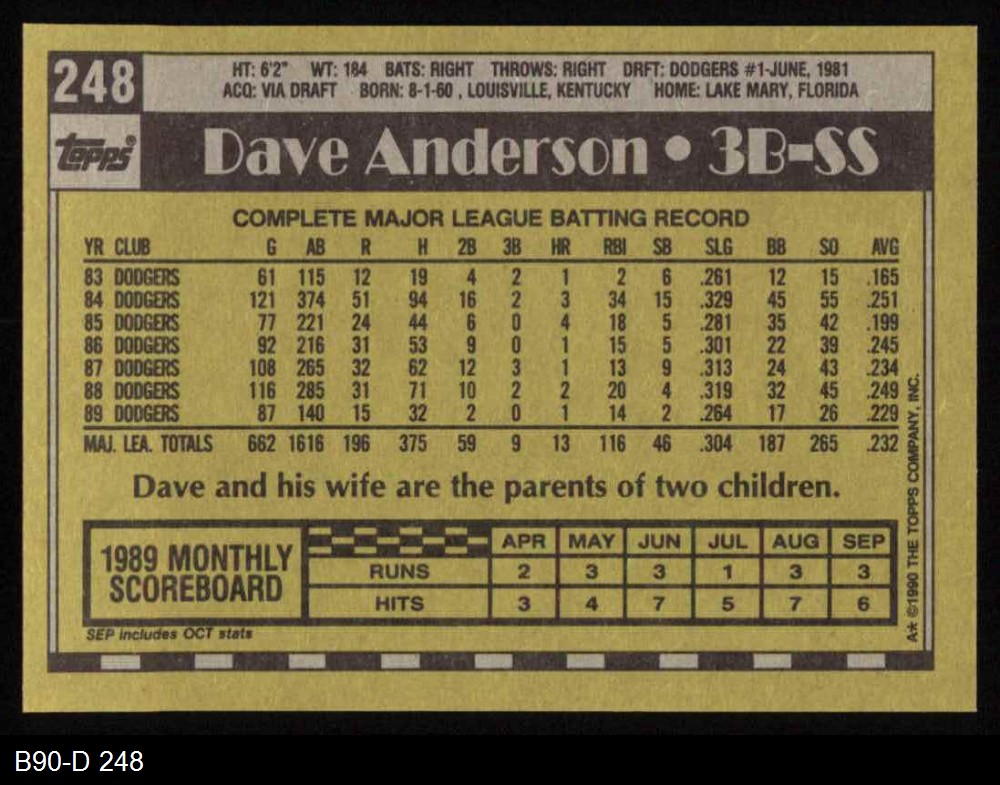 248
HT: 6'2" WT: 184 BATS: RIGHT THROWS: RIGHT DRFT: DODGERS #1-JUNE, 1981
ACQ: VIA DRAFT BORN: 8-1-60 , LOUISVILLE, KENTUCKY HOME: LAKE MARY, FLORIDA
topps®
Dave Anderson • 3B-SS
COMPLETE MAJOR LEAGUE BATTING RECORD
YR CLUB G AB R H 2B 3B HR RBI SB SLG BB SO AVG
83 DODGERS 61 115 12 19 4 2 1 2 6 .261 12 15 .165
84 DODGERS 121 374 51 94 16 2 3 34 15 .329 45 55 .251
85 DODGERS 77 221 24 44 6 0 4 18 5 .281 35 42 .199
86 DODGERS 92 216 31 53 9 0 1 15 5 .301 22 39 .245
87 DODGERS 108 265 32 62 12 3 1 13 9 .313 24 43 .234
88 DODGERS 116 285 31 71 10 2 2 20 4 .319 32 45 .249
89 DODGERS 87 140 15 32 2 0 1 14 2 .264 17 26 .229
MAJ. LEA. TOTALS 662 1616 196 375 59 9 13 116 46 .304 187 265 .232
Dave and his wife are the parents of two children.
1989 MONTHLY
SCOREBOARD
APR MAY JUN JUL AUG SEP
RUNS 2 3 3 1 3 3
HITS 3 4 7 5 7 6
SEP includes OCT stats
A* ©1990 THE TOPPS COMPANY, INC.
B90-D 248